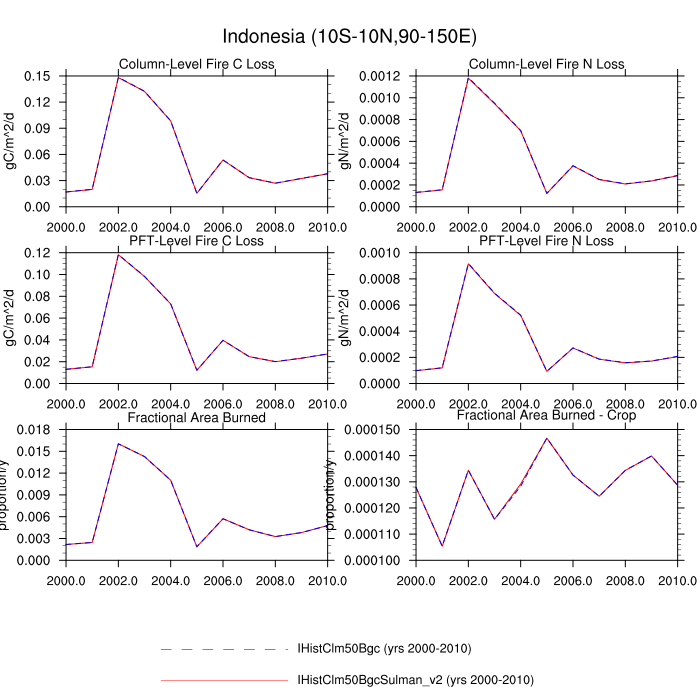 Indonesia (10S-10N,90-150E)
Column-Level Fire C Loss
gC/m^2/d
0.15
0.12
0.09
0.06
0.03
0.00
2000.0 2002.0 2004.0 2006.0 2008.0 2010.0
Column-Level Fire N Loss
gN/m^2/d
0.0012
0.0010
0.0008
0.0006
0.0004
0.0002
0.0000
2000.0 2002.0 2004.0 2006.0 2008.0 2010.0
PFT-Level Fire C Loss
gC/m^2/d
0.12
0.10
0.08
0.06
0.04
0.02
0.00
2000.0 2002.0 2004.0 2006.0 2008.0 2010.0
PFT-Level Fire N Loss
gN/m^2/d
0.0010
0.0008
0.0006
0.0004
0.0002
0.0000
2000.0 2002.0 2004.0 2006.0 2008.0 2010.0
Fractional Area Burned
proportion/y
0.018
0.015
0.012
0.009
0.006
0.003
0.000
2000.0 2002.0 2004.0 2006.0 2008.0 2010.0
Fractional Area Burned - Crop
proportion/y
0.000150
0.000140
0.000130
0.000120
0.000110
0.000100
2000.0 2002.0 2004.0 2006.0 2008.0 2010.0
IHistClm50Bgc (yrs 2000-2010)
IHistClm50BgcSulman_v2 (yrs 2000-2010)